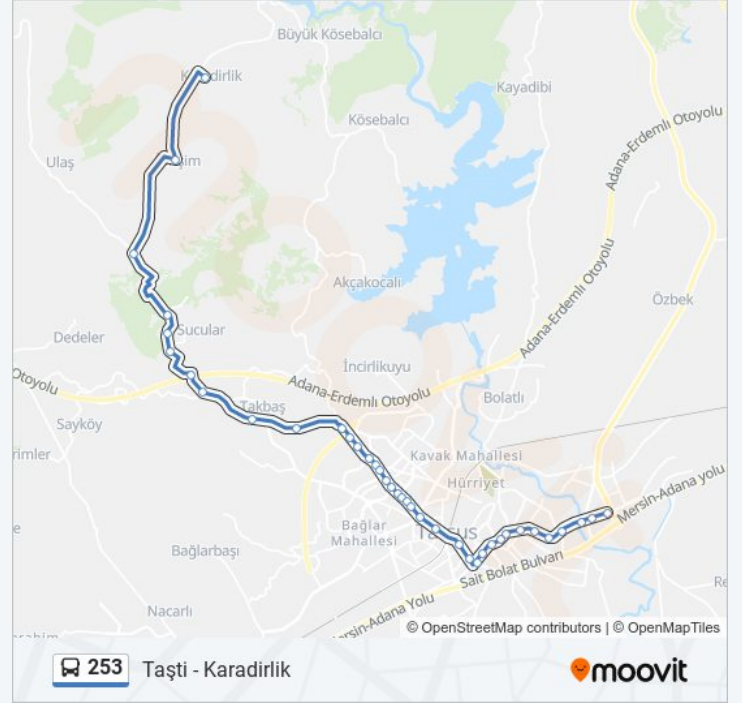 Büyük Kösebalcı
Karadirlik
Kayadibi
Kösebalcı
Adana-Erdemli Otoyolu
Ulaş
Akçakocalı
Adana-Erdemli Otoyolu
Özbek
Sucular
Dedeler
İncirlikuyu
Otoyolu
Adana-Erdemli Otoyolu
Takbaş
Bolatlı
Sayköy
Kavak Mahallesi
Hürriyet
Mersin-Adana yolu
Bağlar
Mahallesi
Bağlarbaşı
Sait Bolat Bulvarı
Nacarlı
Mersin-Adana Yolu
© OpenStreetMap contributors | © OpenMapTiles
253 Taşti - Karadirlik
moovit